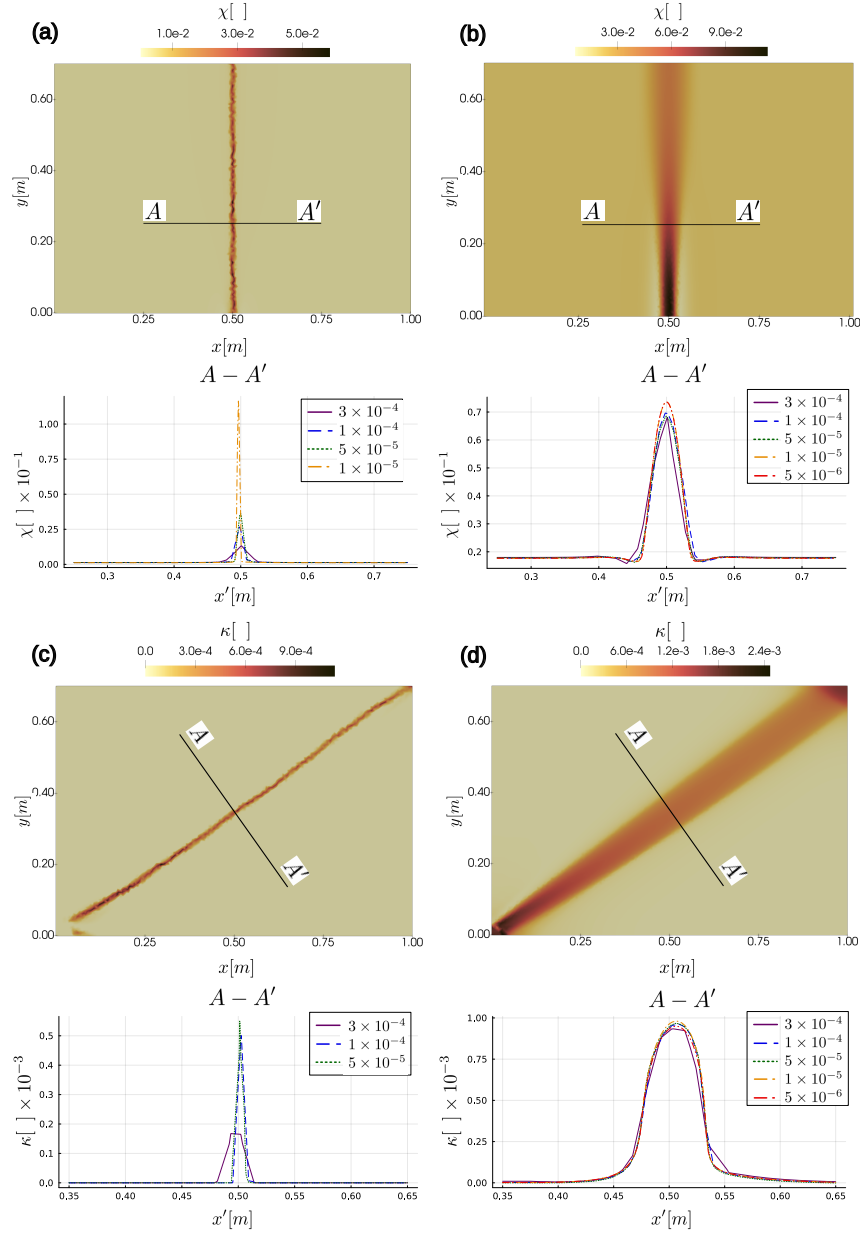 (a) χ[ ] (b) χ[ ]
1.0e-2 3.0e-2 5.0e-2 3.0e-2 6.0e-2 9.0e-2
0.60 0.60
0.40 0.40
y[m] y[m]
A A′ A A′
0.20 0.20
0.00 0.00
0.25 0.50 0.75 1.00 0.25 0.50 0.75 1.00
x[m] x[m]
A − A′ A − A′
3 × 10⁻⁴ 3 × 10⁻⁴
1 × 10⁻⁴ 1 × 10⁻⁴
5 × 10⁻⁵ 5 × 10⁻⁵
1 × 10⁻⁵ 1 × 10⁻⁵
5 × 10⁻⁶
1.00 0.7
0.75 0.6
0.50 0.5
0.25 0.4
0.00 0.3
0.2
χ[ ] × 10⁻¹ χ[ ] × 10⁻¹
0.3 0.4 0.5 0.6 0.7 0.3 0.4 0.5 0.6 0.7
x′[m] x′[m]
(c) κ[ ] (d) κ[ ]
0.0 3.0e-4 6.0e-4 9.0e-4 0.0 6.0e-4 1.2e-3 1.8e-3 2.4e-3
0.60 0.60
A A
0.40 0.40
y[m] y[m]
0.20 0.20
A′ A′
0.00 0.00
0.25 0.50 0.75 1.00 0.25 0.50 0.75 1.00
x[m] x[m]
A − A′ A − A′
3 × 10⁻⁴ 3 × 10⁻⁴
1 × 10⁻⁴ 1 × 10⁻⁴
5 × 10⁻⁵ 5 × 10⁻⁵
1 × 10⁻⁵
5 × 10⁻⁶
0,5 1.00
0,4 0.75
0,3 0.50
0,2 0.25
0,1 0.00
0,0
κ[ ] × 10⁻³ κ[ ] × 10⁻³
0,35 0,40 0,45 0,50 0,55 0,60 0,65 0,35 0,40 0,45 0,50 0,55 0,60 0,65
x′[m] x′[m]